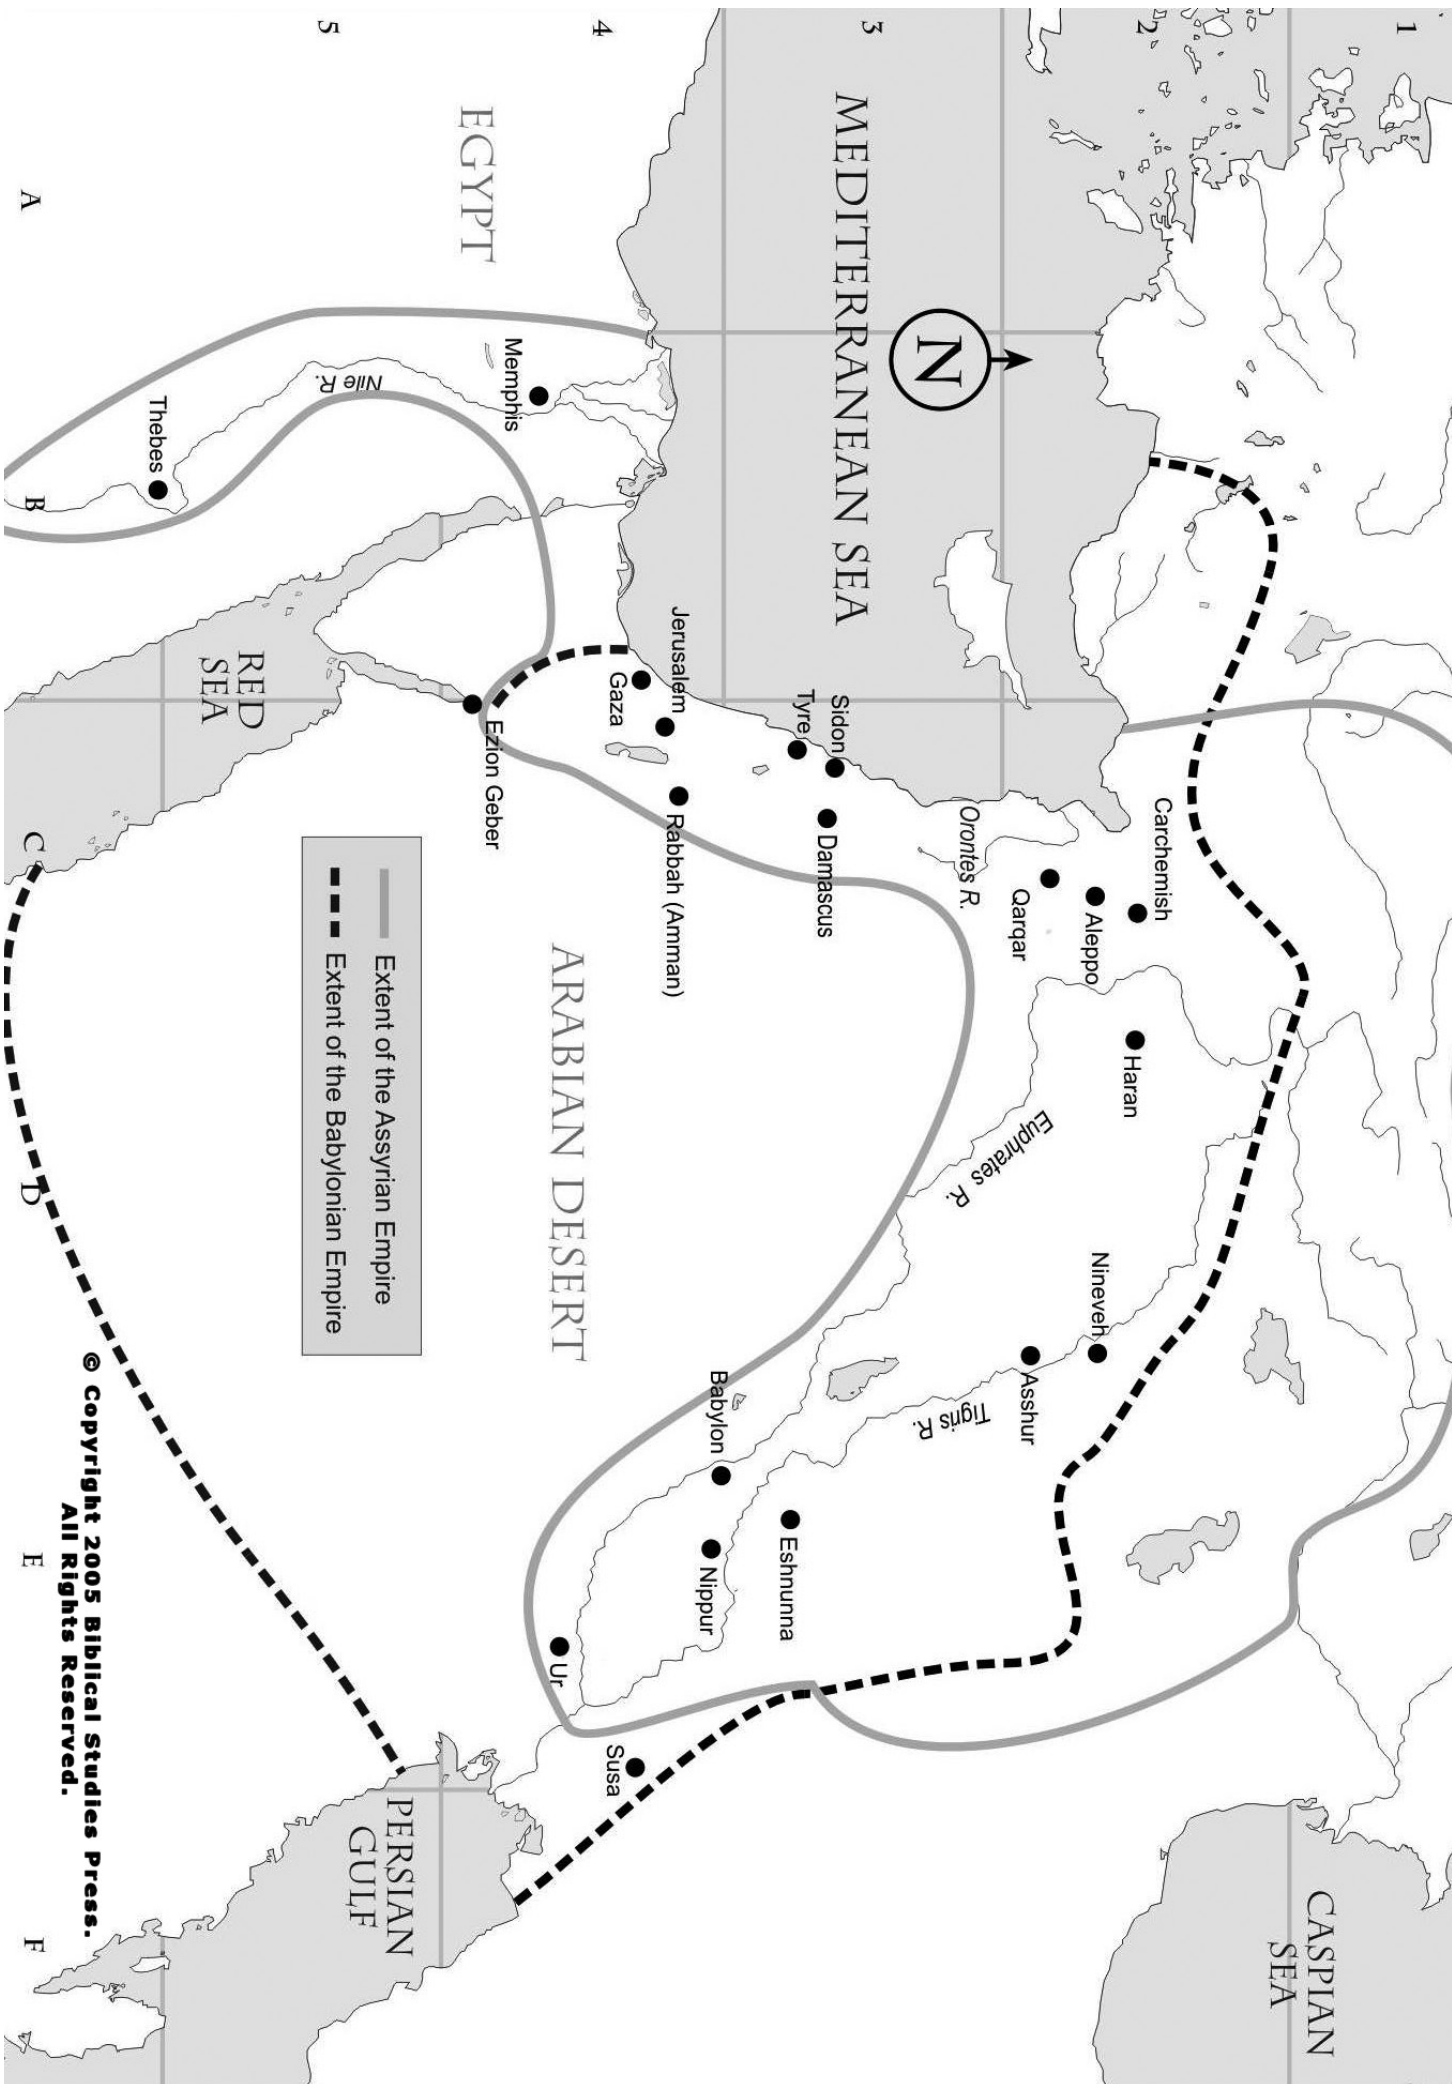 1
2
3
4
5
A
B
C
D
E
F
MEDITERRANEAN SEA
N
EGYPT
Memphis
Nile R.
Thebes
RED
SEA
Ezion Geber
Gaza
Jerusalem
Rabbah (Amman)
Tyre
Sidon
Damascus
Orontes R.
Qarqar
Aleppo
Carchemish
Haran
Euphrates R.
Nineveh
Asshur
Tigris R.
Babylon
Nippur
Eshnunna
Ur
Susa
ARABIAN DESERT
CASPIAN
SEA
PERSIAN
GULF
Extent of the Assyrian Empire
Extent of the Babylonian Empire
© Copyright 2005 Biblical Studies Press.
All Rights Reserved.